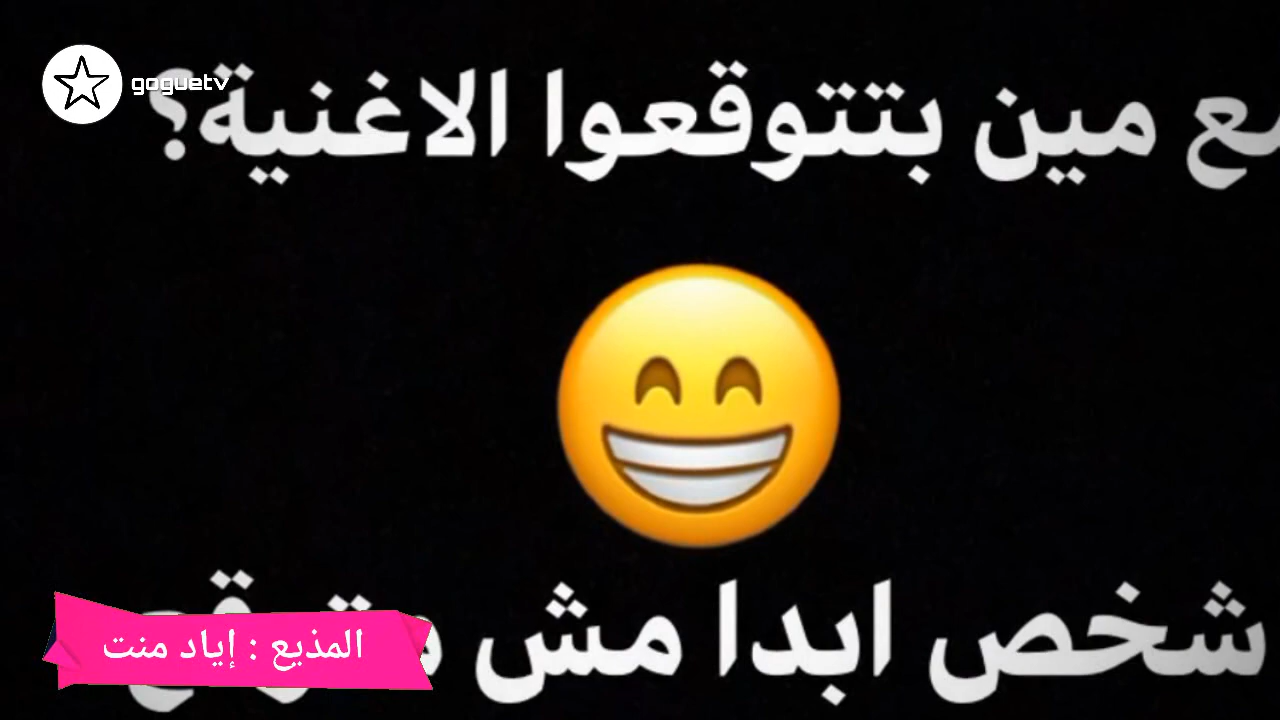 goguetv
مين بتتوقعوا الاغنية؟
شخص ابدا مش
المذيع : إياد منت